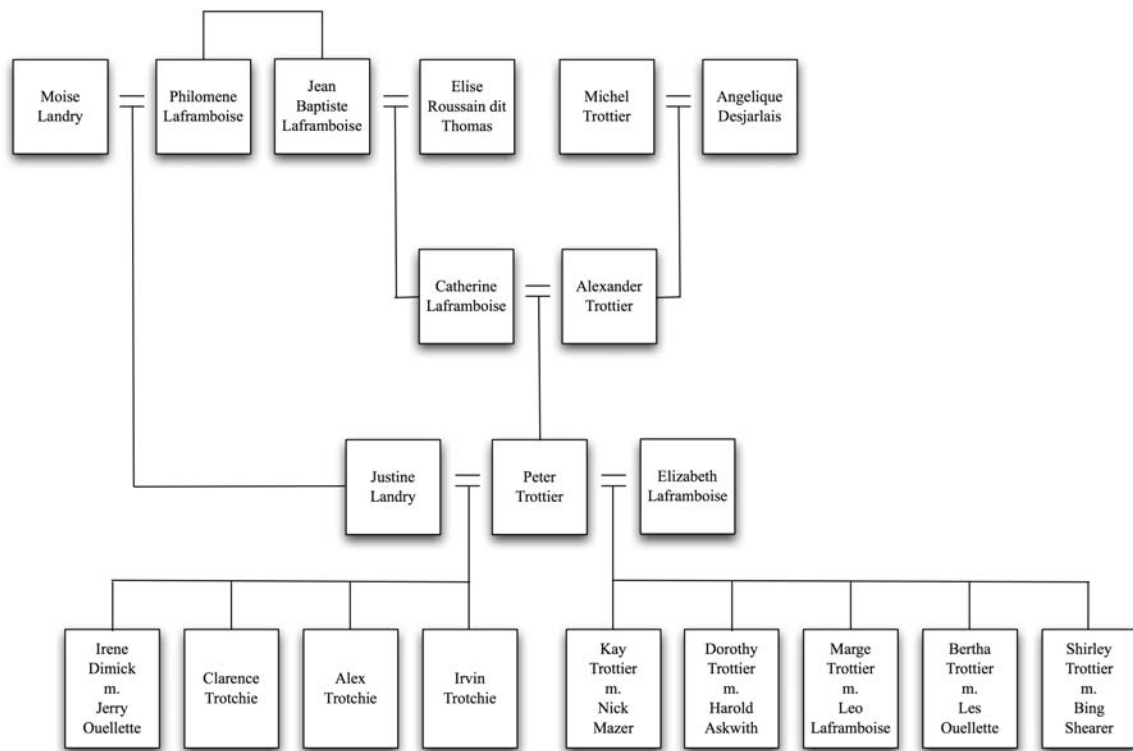 Moise
Landry
Philomene
Laframboise
Jean
Baptiste
Laframboise
Elise
Roussain dit
Thomas
Michel
Trottier
Angelique
Desjarlais
Catherine
Laframboise
Alexander
Trottier
Justine
Landry
Peter
Trottier
Elizabeth
Laframboise
Irene
Dimick
m.
Jerry
Ouellette
Clarence
Trotchie
Alex
Trotchie
Irvin
Trotchie
Kay
Trottier
m.
Nick
Mazer
Dorothy
Trottier
m.
Harold
Askwith
Marge
Trottier
m.
Leo
Laframboise
Bertha
Trottier
m.
Les
Ouellette
Shirley
Trottier
m.
Bing
Shearer